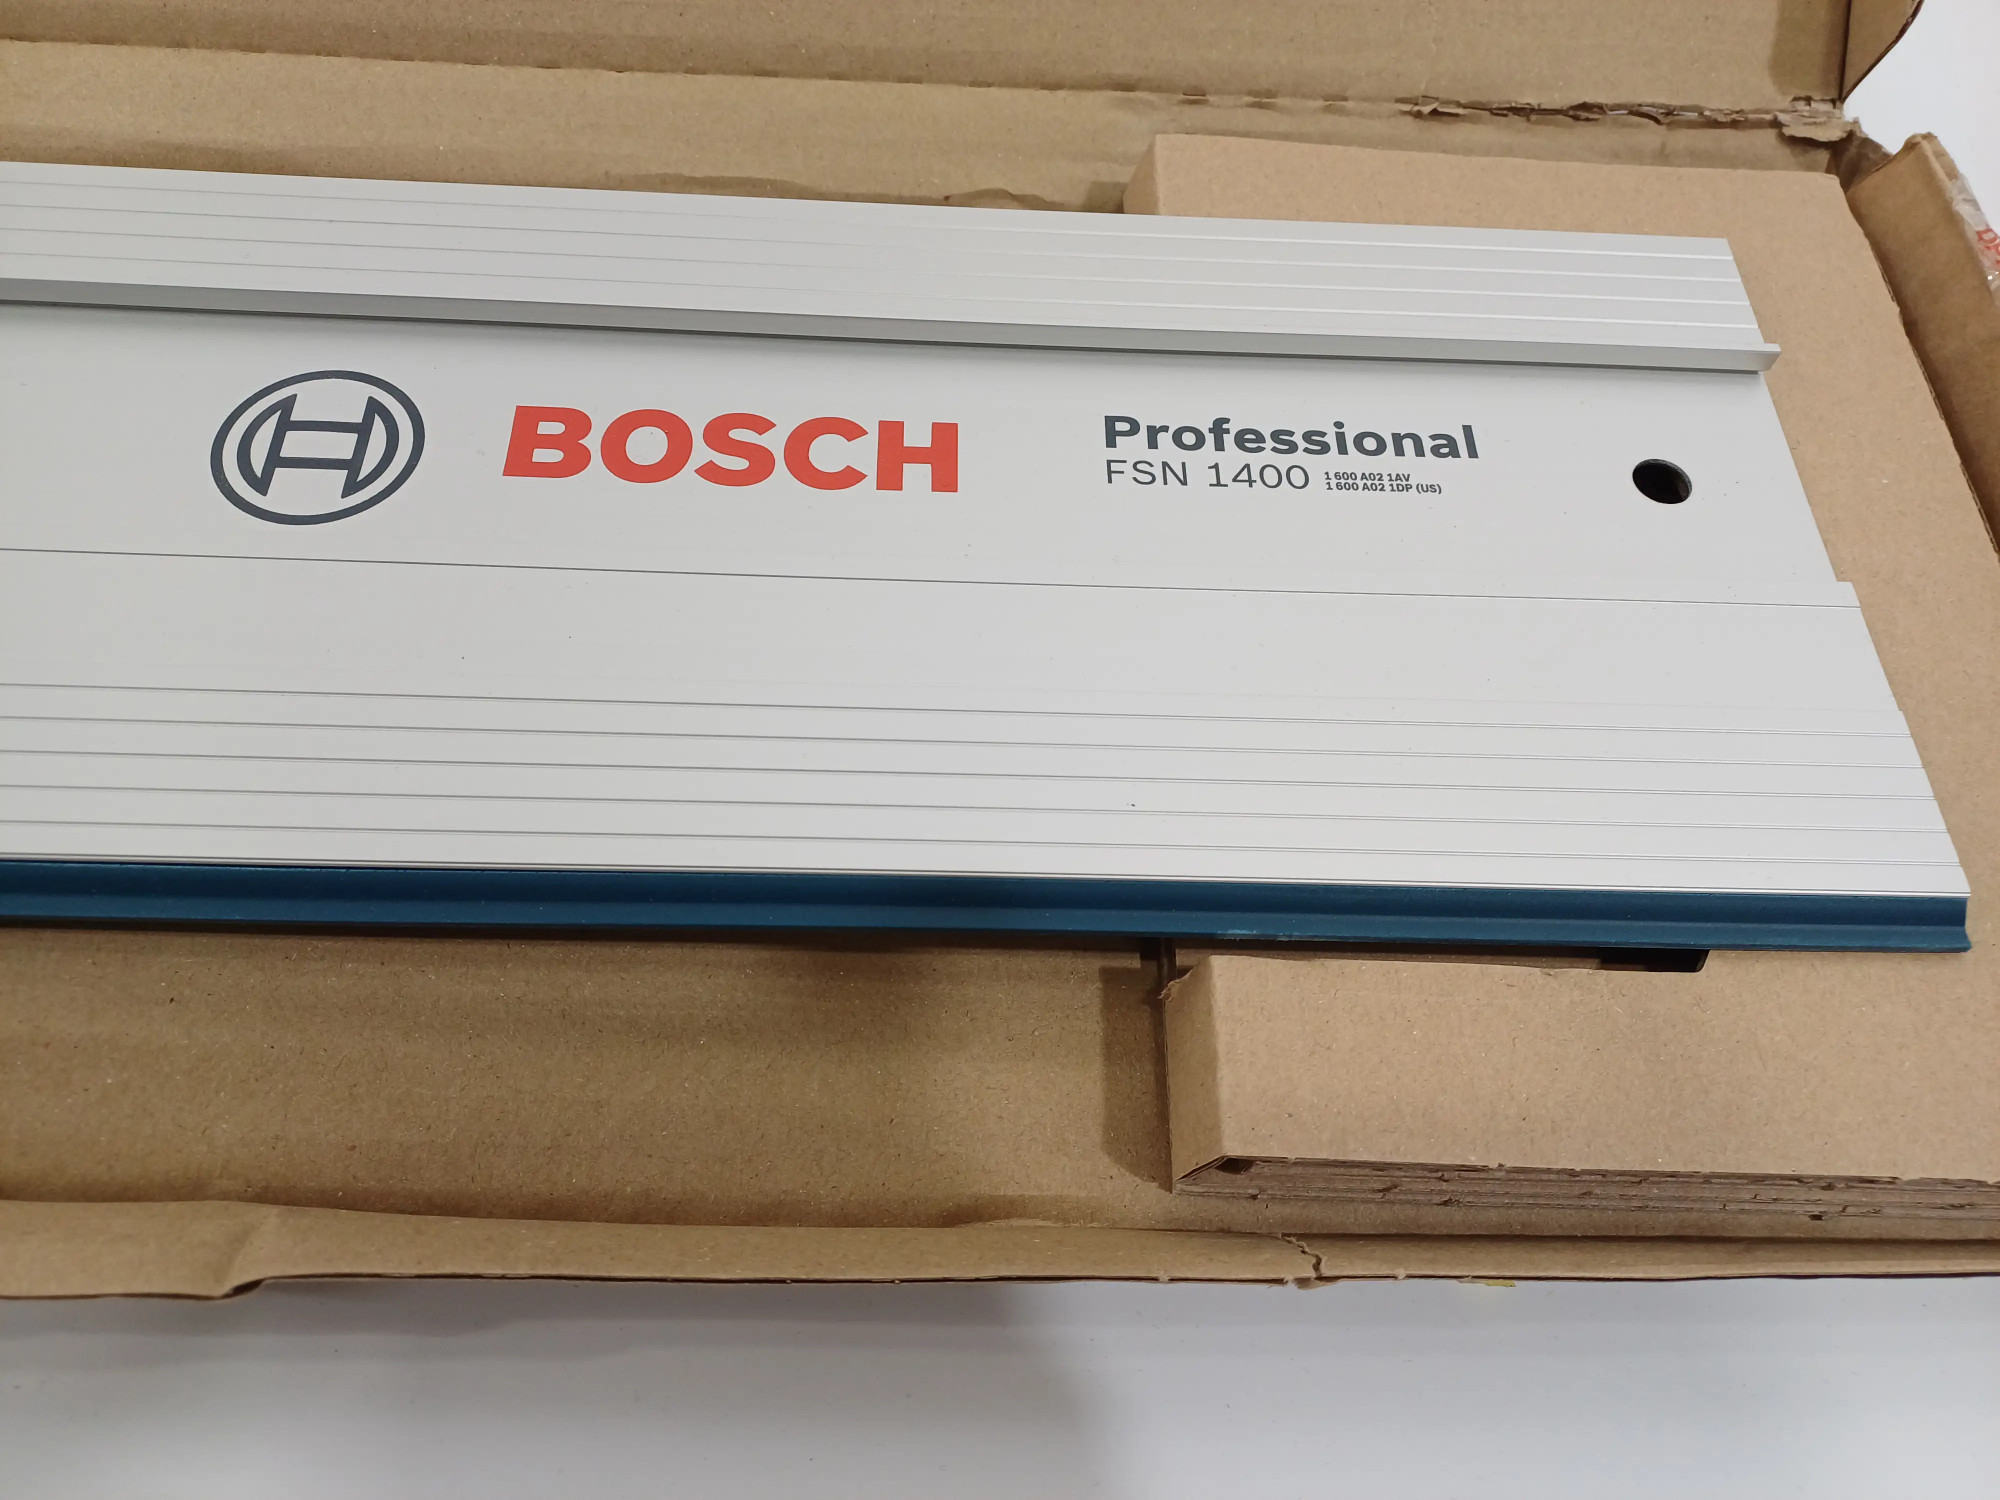 BOSCH
Professional
FSN 1400
1 600 A02 1AV
1 600 A02 1DP (US)